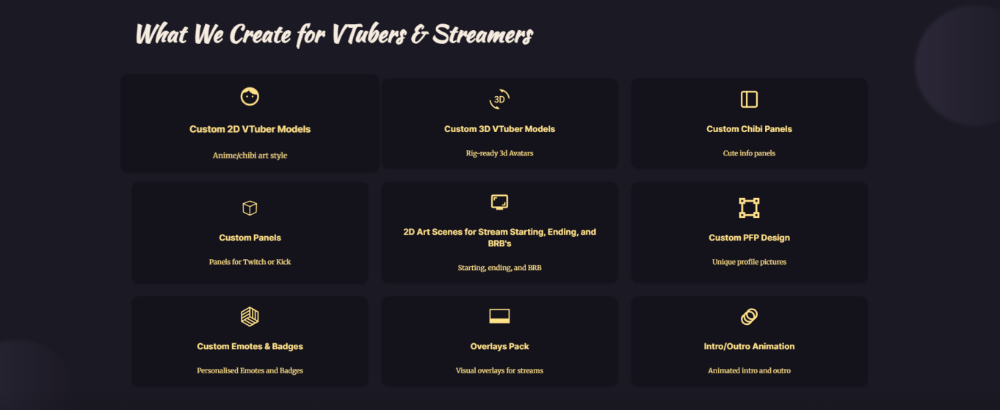 What We Create for VTubers & Streamers
Custom 2D VTuber Models
Anime/chibi art style
3D
Custom 3D VTuber Models
Rig-ready 3d Avatars
Custom Chibi Panels
Cute info panels
Custom Panels
Panels for Twitch or Kick
2D Art Scenes for Stream Starting, Ending, and
BRB's
Starting, ending, and BRB
Custom PFP Design
Unique profile pictures
Custom Emotes & Badges
Personalised Emotes and Badges
Overlays Pack
Visual overlays for streams
Intro/Outro Animation
Animated intro and outro